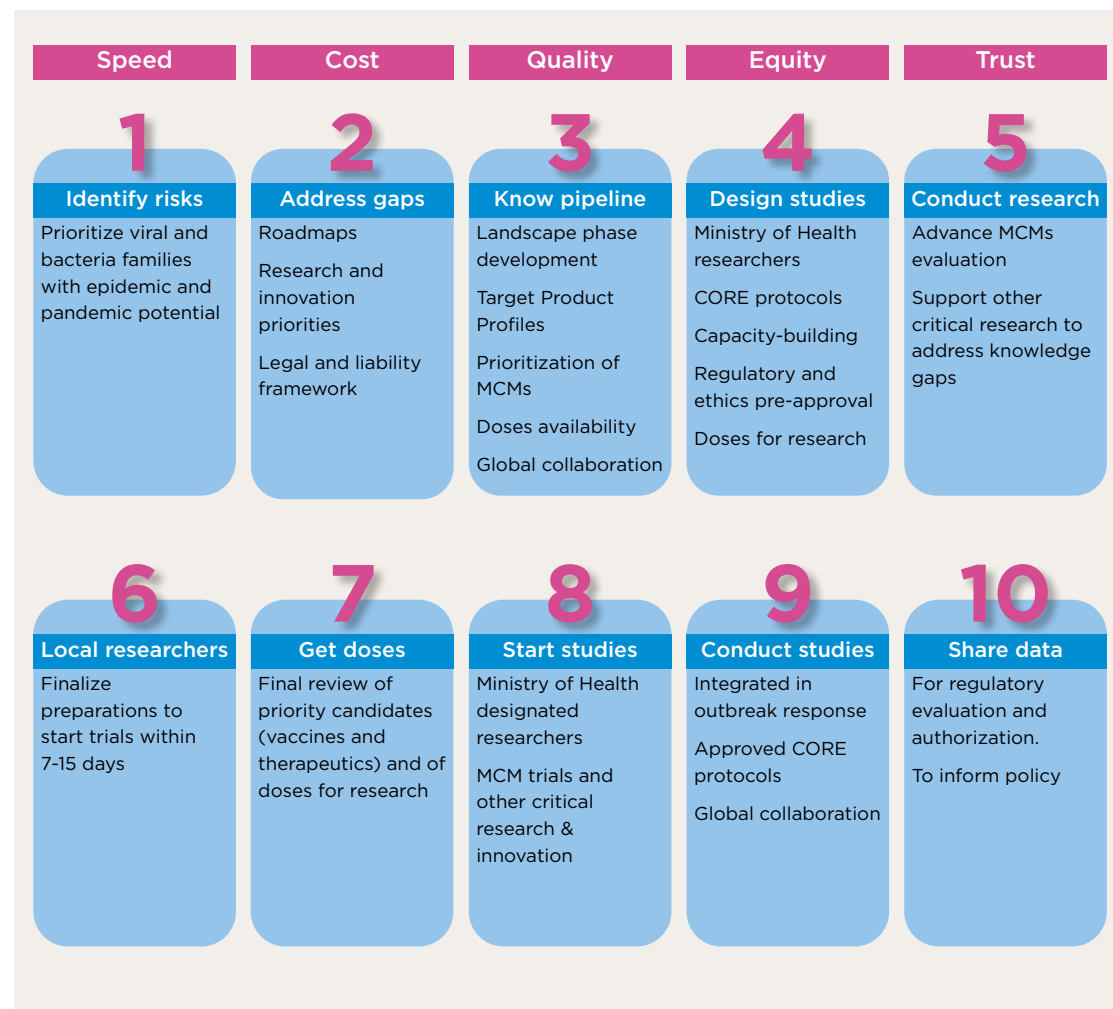 Speed
Cost
Quality
Equity
Trust
1
Identify risks
Prioritize viral and
bacteria families
with epidemic and
pandemic potential
2
Address gaps
Roadmaps
Research and
innovation
priorities
Legal and liability
framework
3
Know pipeline
Landscape phase
development
Target Product
Profiles
Prioritization of
MCMs
Doses availability
Global collaboration
4
Design studies
Ministry of Health
researchers
CORE protocols
Capacity-building
Regulatory and
ethics pre-approval
Doses for research
5
Conduct research
Advance MCMs
evaluation
Support other
critical research to
address knowledge
gaps
6
Local researchers
Finalize
preparations to
start trials within
7-15 days
7
Get doses
Final review of
priority candidates
(vaccines and
therapeutics) and of
doses for research
8
Start studies
Ministry of Health
designated
researchers
MCM trials and
other critical
research &
innovation
9
Conduct studies
Integrated in
outbreak response
Approved CORE
protocols
Global collaboration
10
Share data
For regulatory
evaluation and
authorization.
To inform policy